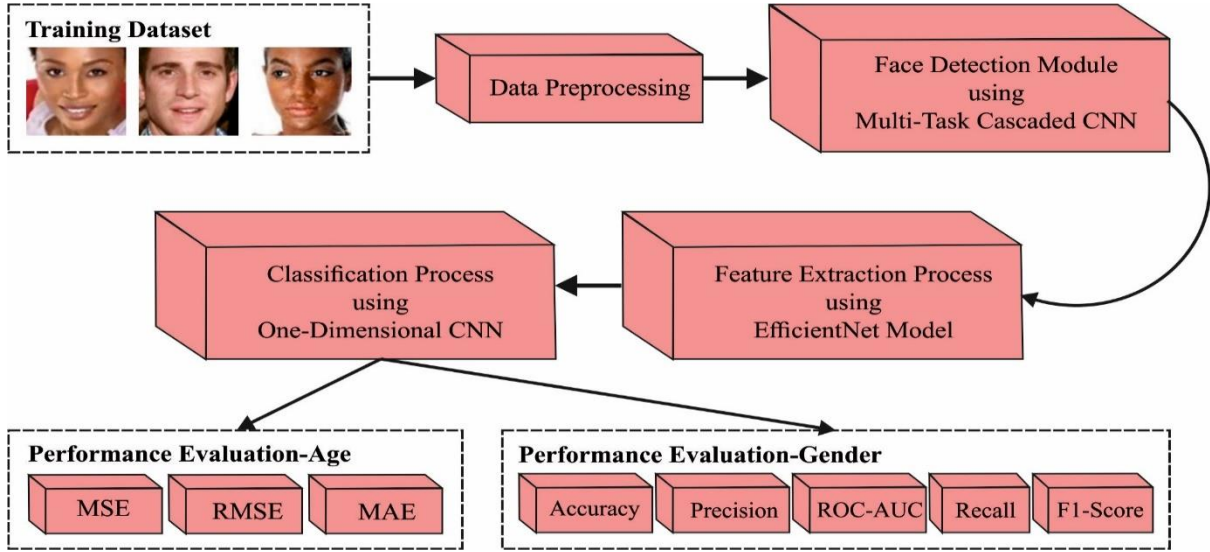 Training Dataset
Data Preprocessing
Face Detection Module
using
Multi-Task Cascaded CNN
Classification Process
using
One-Dimensional CNN
Feature Extraction Process
using
EfficientNet Model
Performance Evaluation-Age
MSE
RMSE
MAE
Performance Evaluation-Gender
Accuracy
Precision
ROC-AUC
Recall
F1-Score